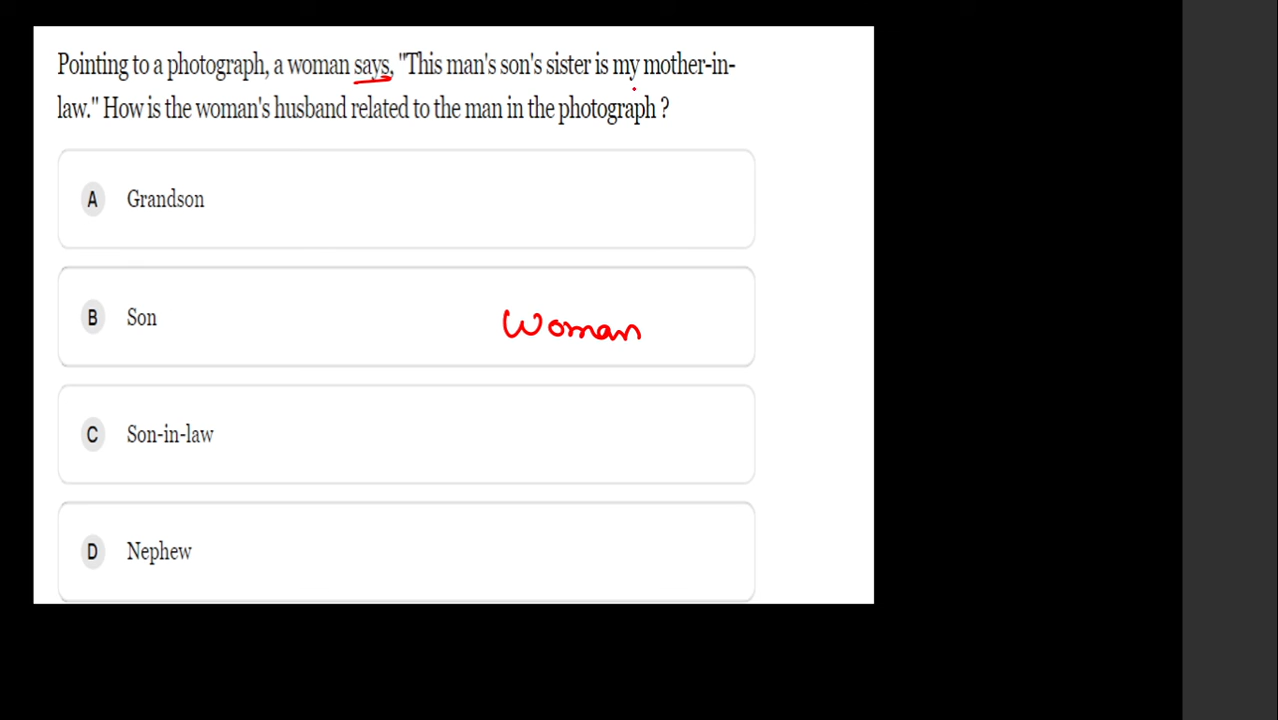 Pointing to a photograph, a woman says, "This man's son's sister is my mother-in-
law." How is the woman's husband related to the man in the photograph ?
A Grandson
B Son
Woman
C Son-in-law
D Nephew